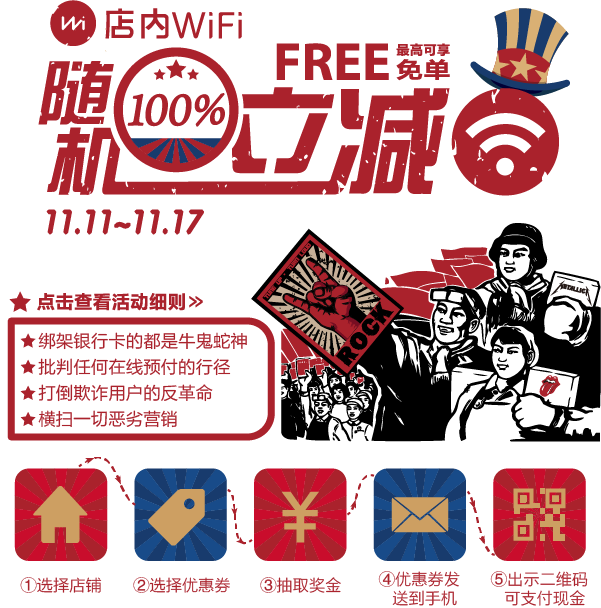 Wi 店内WiFi
FREE 最高可享
免单
随机 100% 立减
11.11~11.17
点击查看活动细则»
绑架银行卡的都是牛鬼蛇神
批判任何在线预付的行径
打倒欺诈用户的反革命
横扫一切恶劣营销
ROCK
METALLICA
①选择店铺
②选择优惠券
¥
③抽取奖金
④优惠券发
送到手机
⑤出示二维码
可支付现金